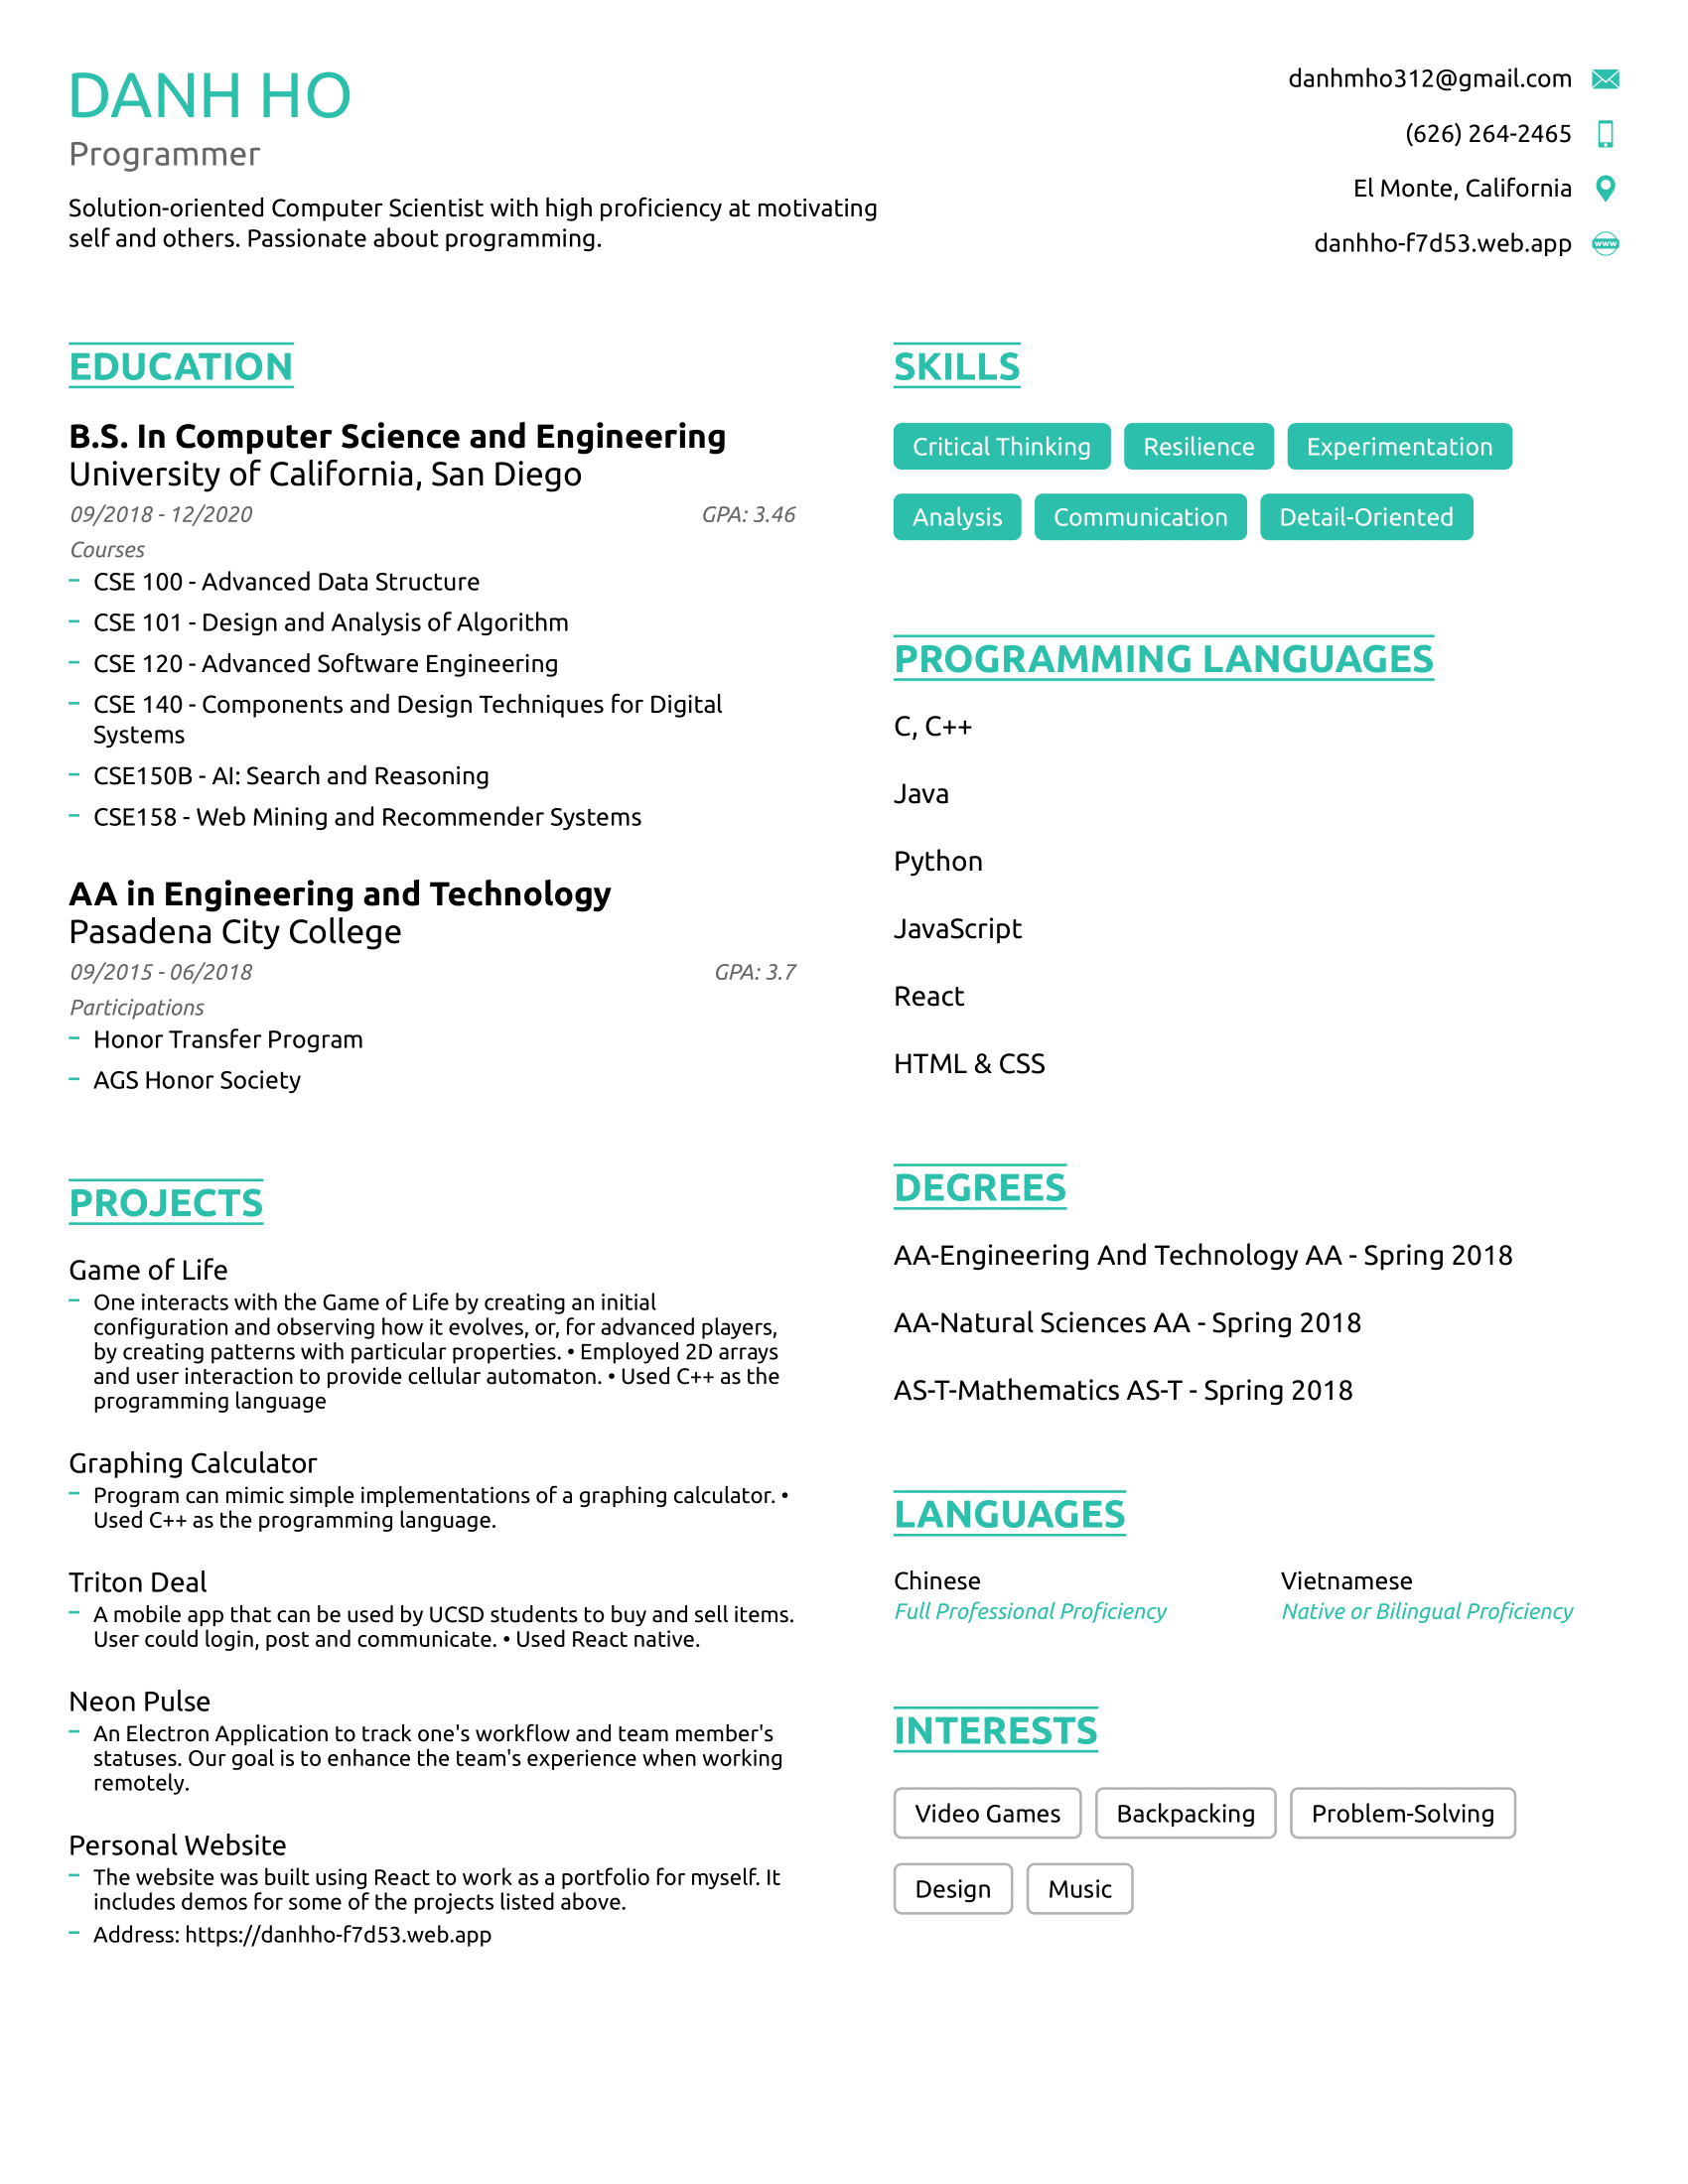 DANH HO
Programmer
Solution-oriented Computer Scientist with high proficiency at motivating
self and others. Passionate about programming.
danhmho312@gmail.com
(626) 264-2465
El Monte, California
danhho-f7d53.web.app
www
EDUCATION
B.S. In Computer Science and Engineering
University of California, San Diego
09/2018 - 12/2020 GPA: 3.46
Courses
– CSE 100 - Advanced Data Structure
– CSE 101 - Design and Analysis of Algorithm
– CSE 120 - Advanced Software Engineering
– CSE 140 - Components and Design Techniques for Digital
Systems
– CSE150B - AI: Search and Reasoning
– CSE158 - Web Mining and Recommender Systems
AA in Engineering and Technology
Pasadena City College
09/2015 - 06/2018 GPA: 3.7
Participations
– Honor Transfer Program
– AGS Honor Society
PROJECTS
Game of Life
– One interacts with the Game of Life by creating an initial
configuration and observing how it evolves, or, for advanced players,
by creating patterns with particular properties. • Employed 2D arrays
and user interaction to provide cellular automaton. • Used C++ as the
programming language
Graphing Calculator
– Program can mimic simple implementations of a graphing calculator. •
Used C++ as the programming language.
Triton Deal
– A mobile app that can be used by UCSD students to buy and sell items.
User could login, post and communicate. • Used React native.
Neon Pulse
– An Electron Application to track one's workflow and team member's
statuses. Our goal is to enhance the team's experience when working
remotely.
Personal Website
– The website was built using React to work as a portfolio for myself. It
includes demos for some of the projects listed above.
– Address: https://danhho-f7d53.web.app
SKILLS
Critical Thinking Resilience Experimentation
Analysis Communication Detail-Oriented
PROGRAMMING LANGUAGES
C, C++
Java
Python
JavaScript
React
HTML & CSS
DEGREES
AA-Engineering And Technology AA - Spring 2018
AA-Natural Sciences AA - Spring 2018
AS-T-Mathematics AS-T - Spring 2018
LANGUAGES
Chinese Vietnamese
Full Professional Proficiency Native or Bilingual Proficiency
INTERESTS
Video Games Backpacking Problem-Solving
Design Music